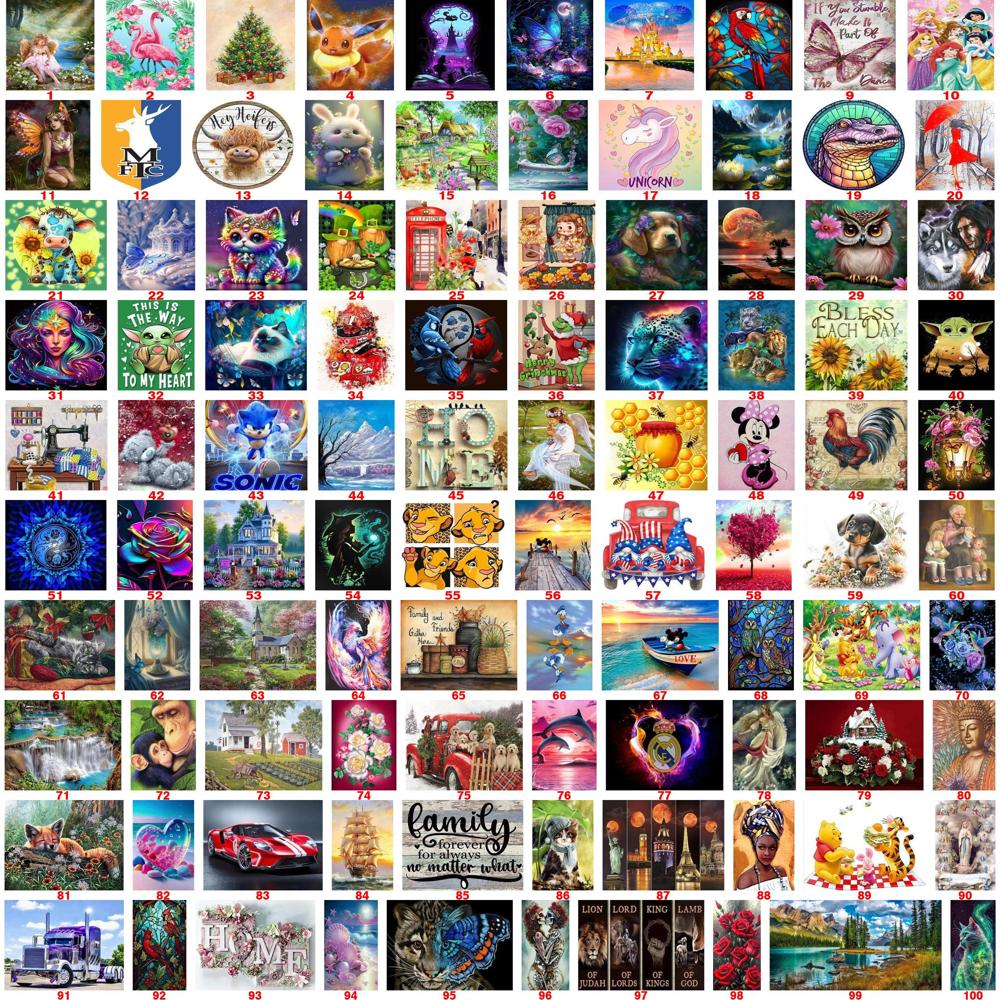 If You Stumble,
Make It
Part Of
The Dance
1 2 3 4 5 6 7 8 9 10
M
F C
T
Hey Heifers
UNICORN
11 12 13 14 15 16 17 18 19 20
TELEPHONE
21 22 23 24 25 26 27 28 29 30
THIS IS
THE WAY
TO MY HEART
BLESS
EACH DAY
31 32 33 34 35 36 37 38 39 40
SONIC
HO
ME
41 42 43 44 45 46 47 48 49 50
?
51 52 53 54 55 56 57 58 59 60
Family and
Friends
Gather
Here
LOVE
61 62 63 64 65 66 67 68 69 70
71 72 73 74 75 76 77 78 79 80
family
forever
for always
no matter what
81 82 83 84 85 86 87 88 89 90
HOME
LION LORD KING LAMB
OF OF OF OF
JUDAH LORDS KINGS GOD
91 92 93 94 95 96 97 98 99 100